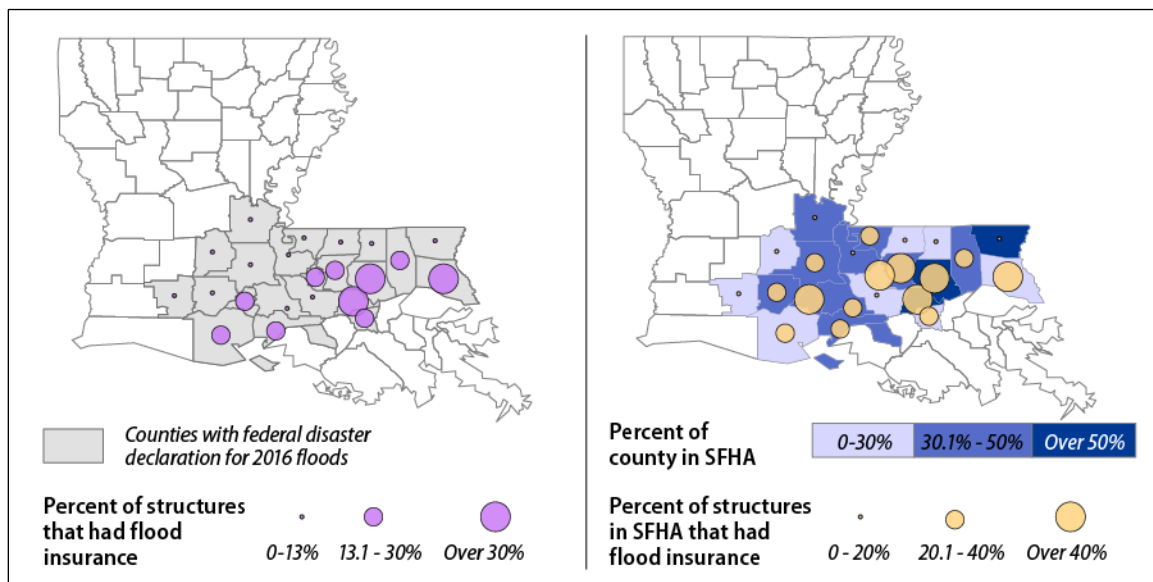 Counties with federal disaster
declaration for 2016 floods
Percent of structures
that had flood
insurance
0-13%
13.1 - 30%
Over 30%
Percent of
county in SFHA
0-30%
30.1% - 50%
Over 50%
Percent of structures
in SFHA that had
flood insurance
0 - 20%
20.1 - 40%
Over 40%